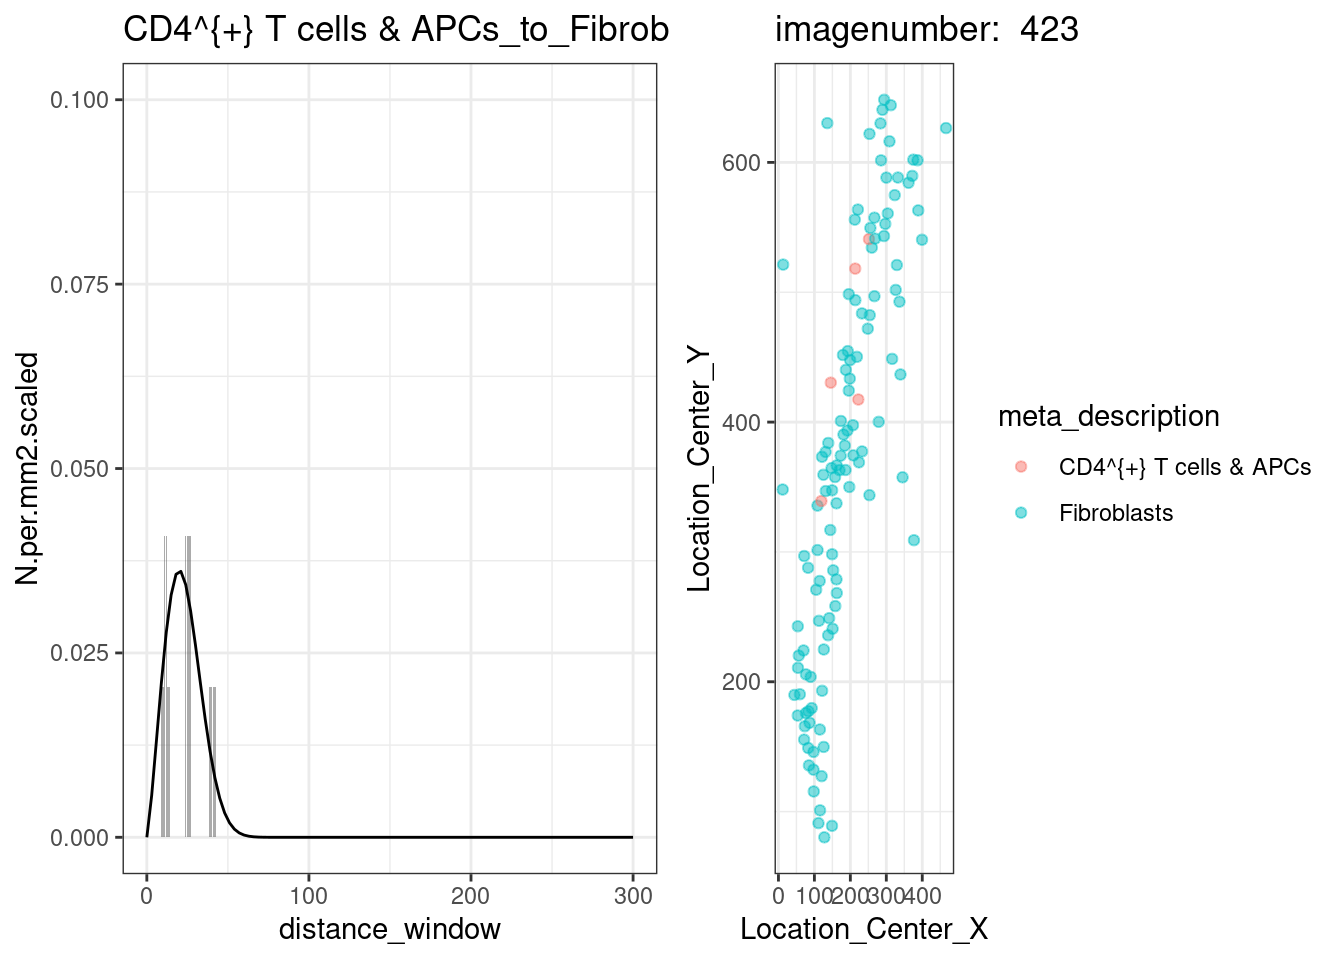 CD4^{+} T cells & APCs_to_Fibrob
imagenumber:  423
0.100
0.075
0.050
0.025
0.000
N.per.mm2.scaled
0
100
200
300
distance_window
600
400
200
Location_Center_Y
0
100
200
300
400
Location_Center_X
meta_description
CD4^{+} T cells & APCs
Fibroblasts